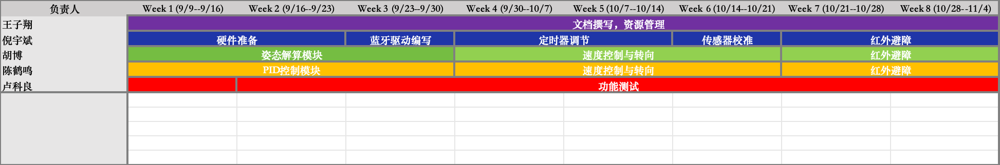 负责人 Week 1 (9/9--9/16) Week 2 (9/16--9/23) Week 3 (9/23--9/30) Week 4 (9/30--10/7) Week 5 (10/7--10/14) Week 6 (10/14--10/21) Week 7 (10/21--10/28) Week 8 (10/28--11/4)
王子翔 文档撰写，资源管理
倪宇斌 硬件准备 蓝牙驱动编写 定时器调节 传感器校准 红外避障
胡博 姿态解算模块 速度控制与转向 红外避障
陈鹤鸣 PID控制模块 速度控制与转向 红外避障
卢科良 功能测试